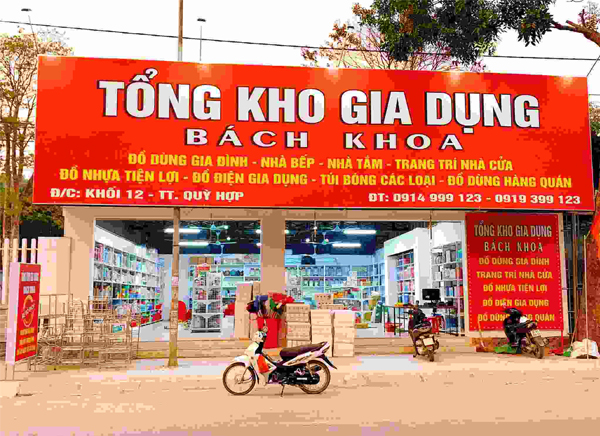 TỔNG KHO GIA DỤNG
BÁCH KHOA
ĐỒ DÙNG GIA ĐÌNH - NHÀ BẾP - NHÀ TẮM - TRANG TRÍ NHÀ CỬA
ĐỒ NHỰA TIỆN LỢI - ĐỒ ĐIỆN GIA DỤNG - TÚI BÓNG CÁC LOẠI - ĐỒ DÙNG HÀNG QUÁN
Đ/C: KHỐI 12 - TT. QUỲ HỢP ĐT: 0914 999 123 - 0919 399 123
TỔNG KHO GIA DỤNG
BÁCH KHOA
ĐỒ DÙNG GIA ĐÌNH
TRANG TRÍ NHÀ CỬA
ĐỒ NHỰA TIỆN LỢI
ĐỒ ĐIỆN GIA DỤNG
ĐỒ DÙNG QUÁN